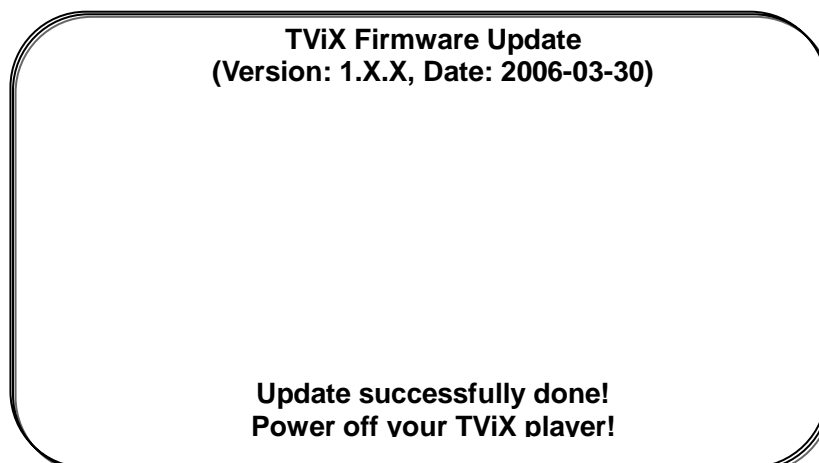 TViX Firmware Update
(Version: 1.X.X, Date: 2006-03-30)
Update successfully done!
Power off your TViX player!